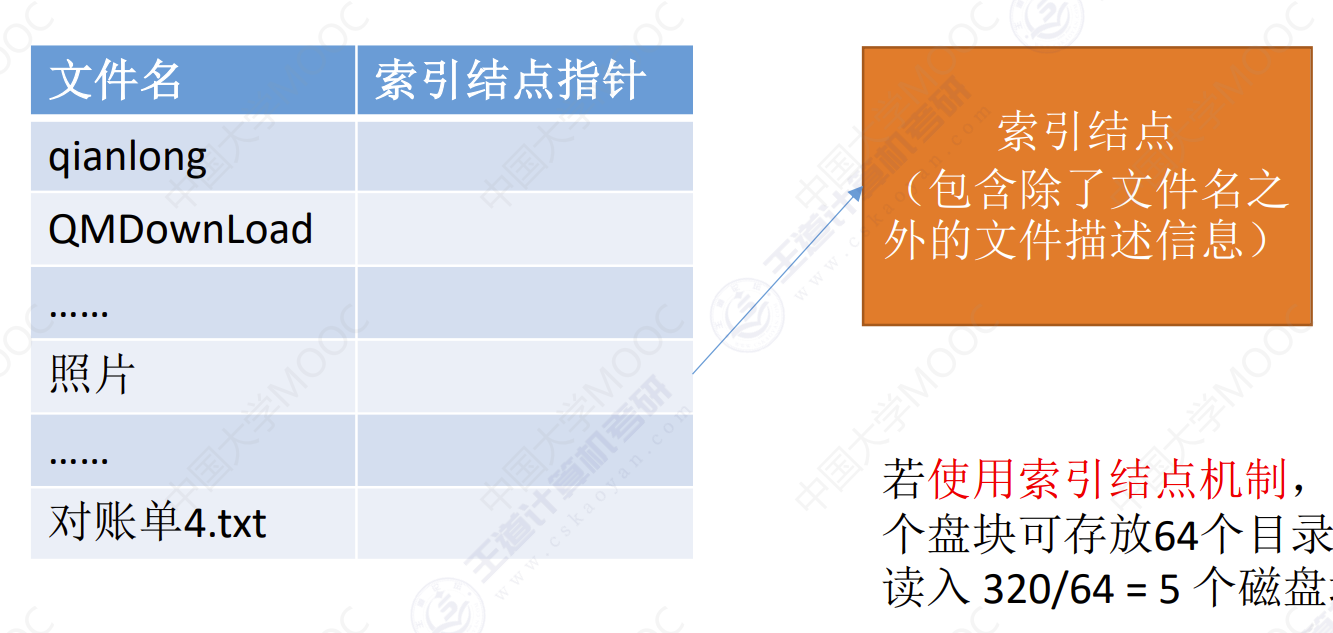 文件名 索引结点指针
qianlong
QMDownLoad
……
照片
……
对账单4.txt
索引结点
（包含除了文件名之
外的文件描述信息）
若使用索引结点机制，
个盘块可存放64个目录
读入 320/64 = 5 个磁盘
中国大学MOOC
王道计算机考研
www.cskaoyan.com